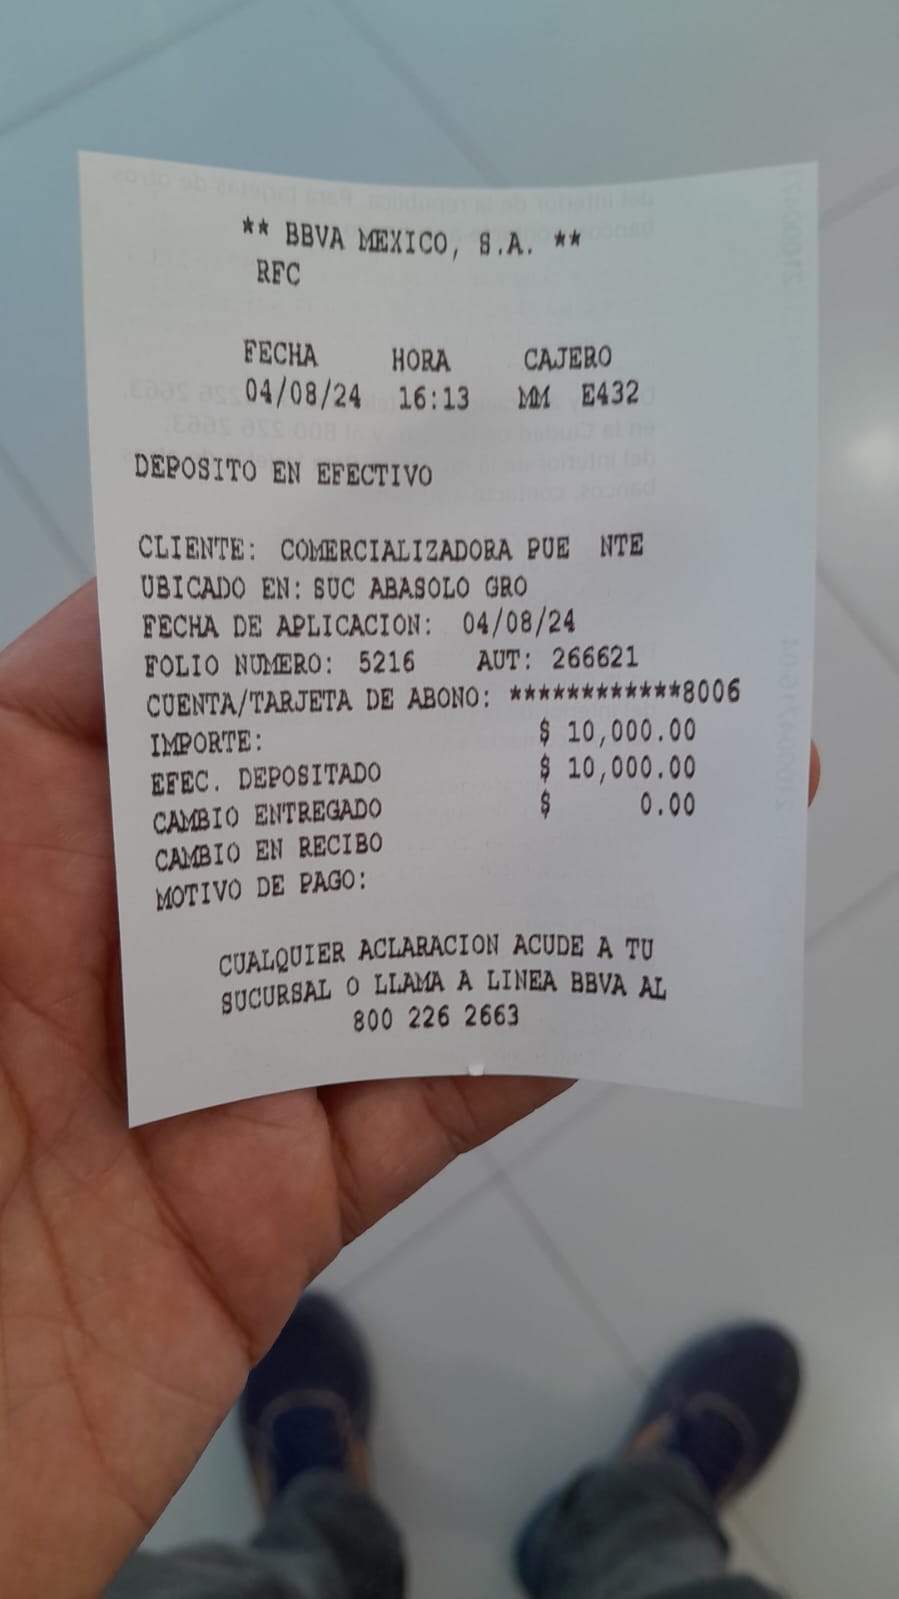 ** BBVA MEXICO, S.A. **
RFC
FECHA HORA CAJERO
04/08/24 16:13 MM E432
DEPOSITO EN EFECTIVO
CLIENTE: COMERCIALIZADORA PUE NTE
UBICADO EN: SUC ABASOLO GRO
FECHA DE APLICACION: 04/08/24
FOLIO NUMERO: 5216 AUT: 266621
CUENTA/TARJETA DE ABONO: ************8006
IMPORTE: $ 10,000.00
EFEC. DEPOSITADO $ 10,000.00
CAMBIO ENTREGADO $ 0.00
CAMBIO EN RECIBO
MOTIVO DE PAGO:
CUALQUIER ACLARACION ACUDE A TU
SUCURSAL O LLAMA A LINEA BBVA AL
800 226 2663